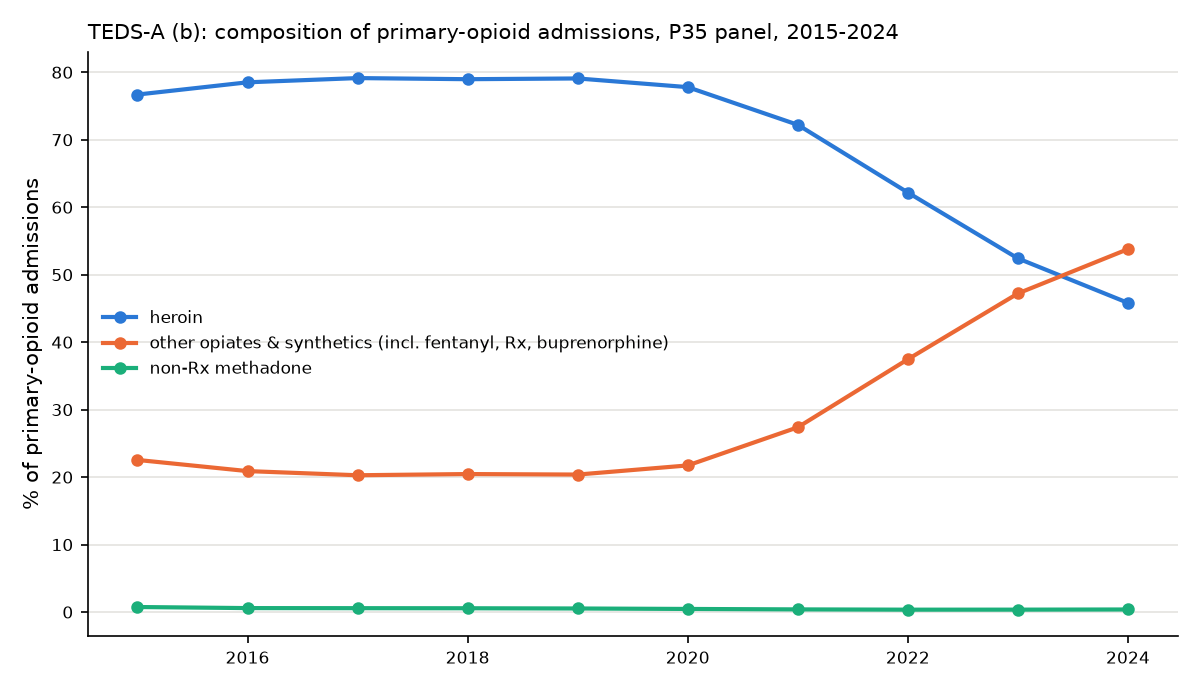 TEDS-A (b): composition of primary-opioid admissions, P35 panel, 2015-2024
% of primary-opioid admissions
80
70
60
50
40
30
20
10
0
heroin
other opiates & synthetics (incl. fentanyl, Rx, buprenorphine)
non-Rx methadone
2016
2018
2020
2022
2024